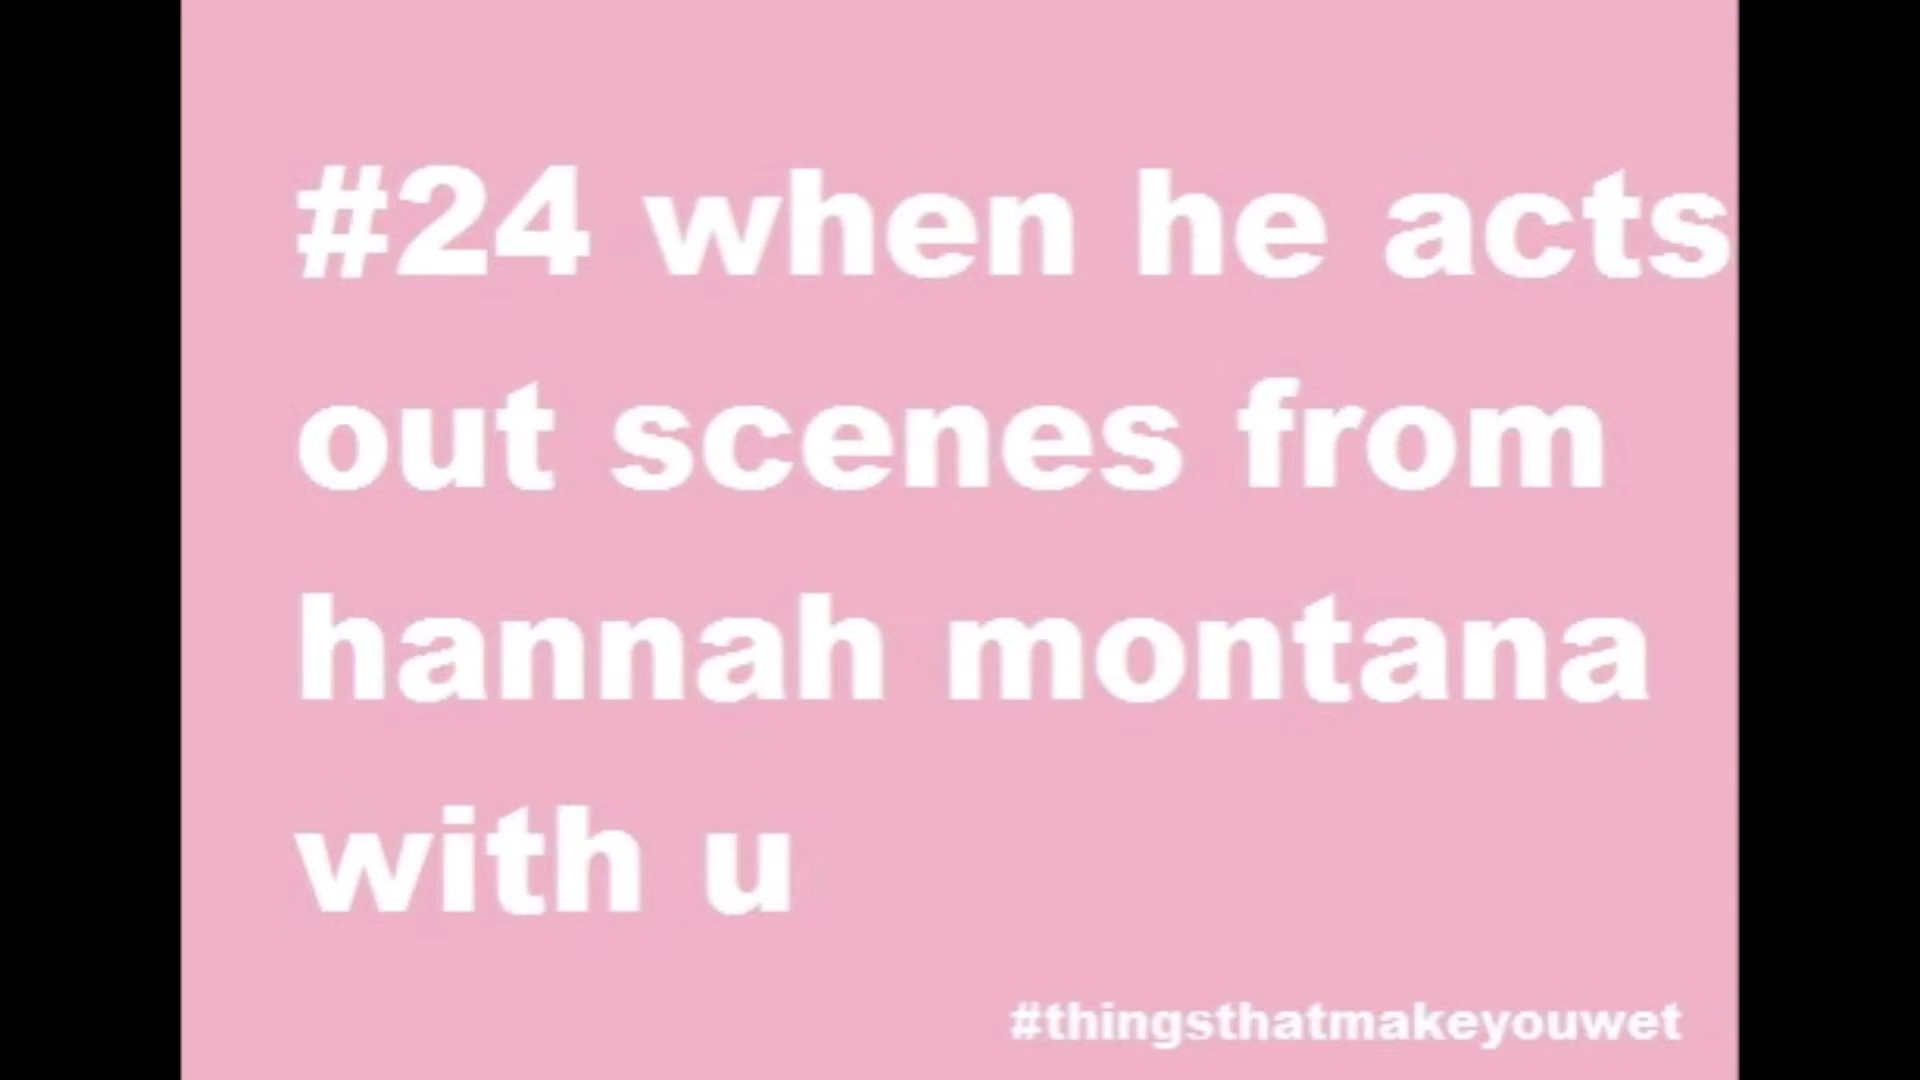 #24 when he acts
out scenes from
hannah montana
with u
#thingsthatmakeyouwet